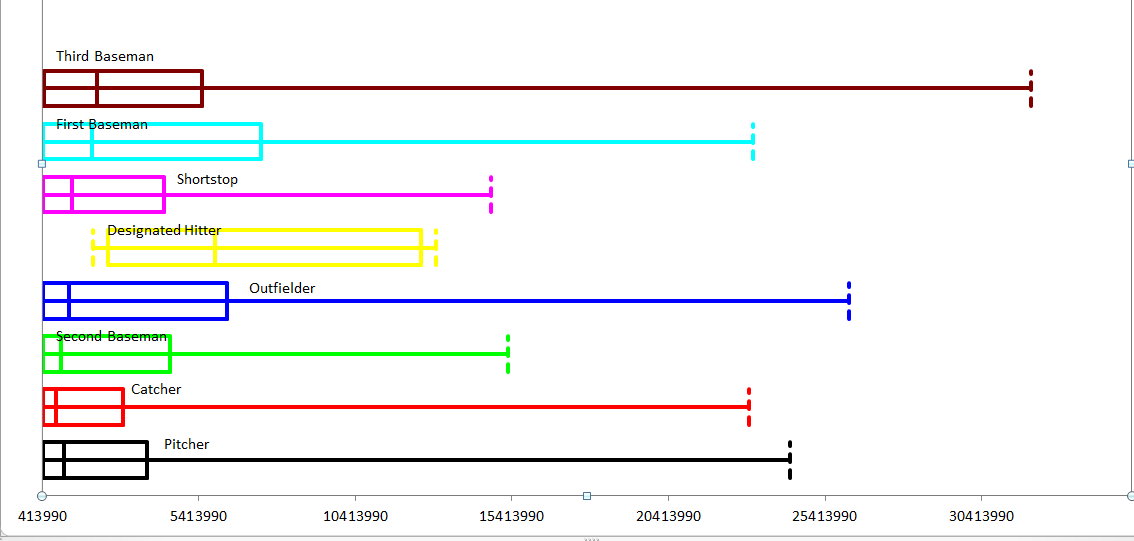 Third Baseman
First Baseman
Shortstop
Designated Hitter
Outfielder
Second Baseman
Catcher
Pitcher
413990 5413990 10413990 15413990 20413990 25413990 30413990